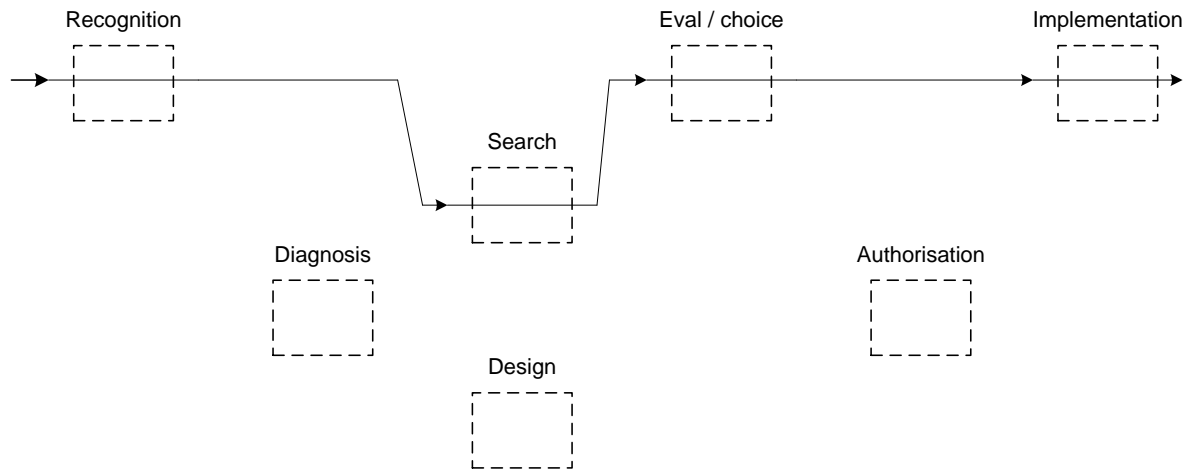 Recognition
Eval / choice
Implementation
Search
Diagnosis
Authorisation
Design